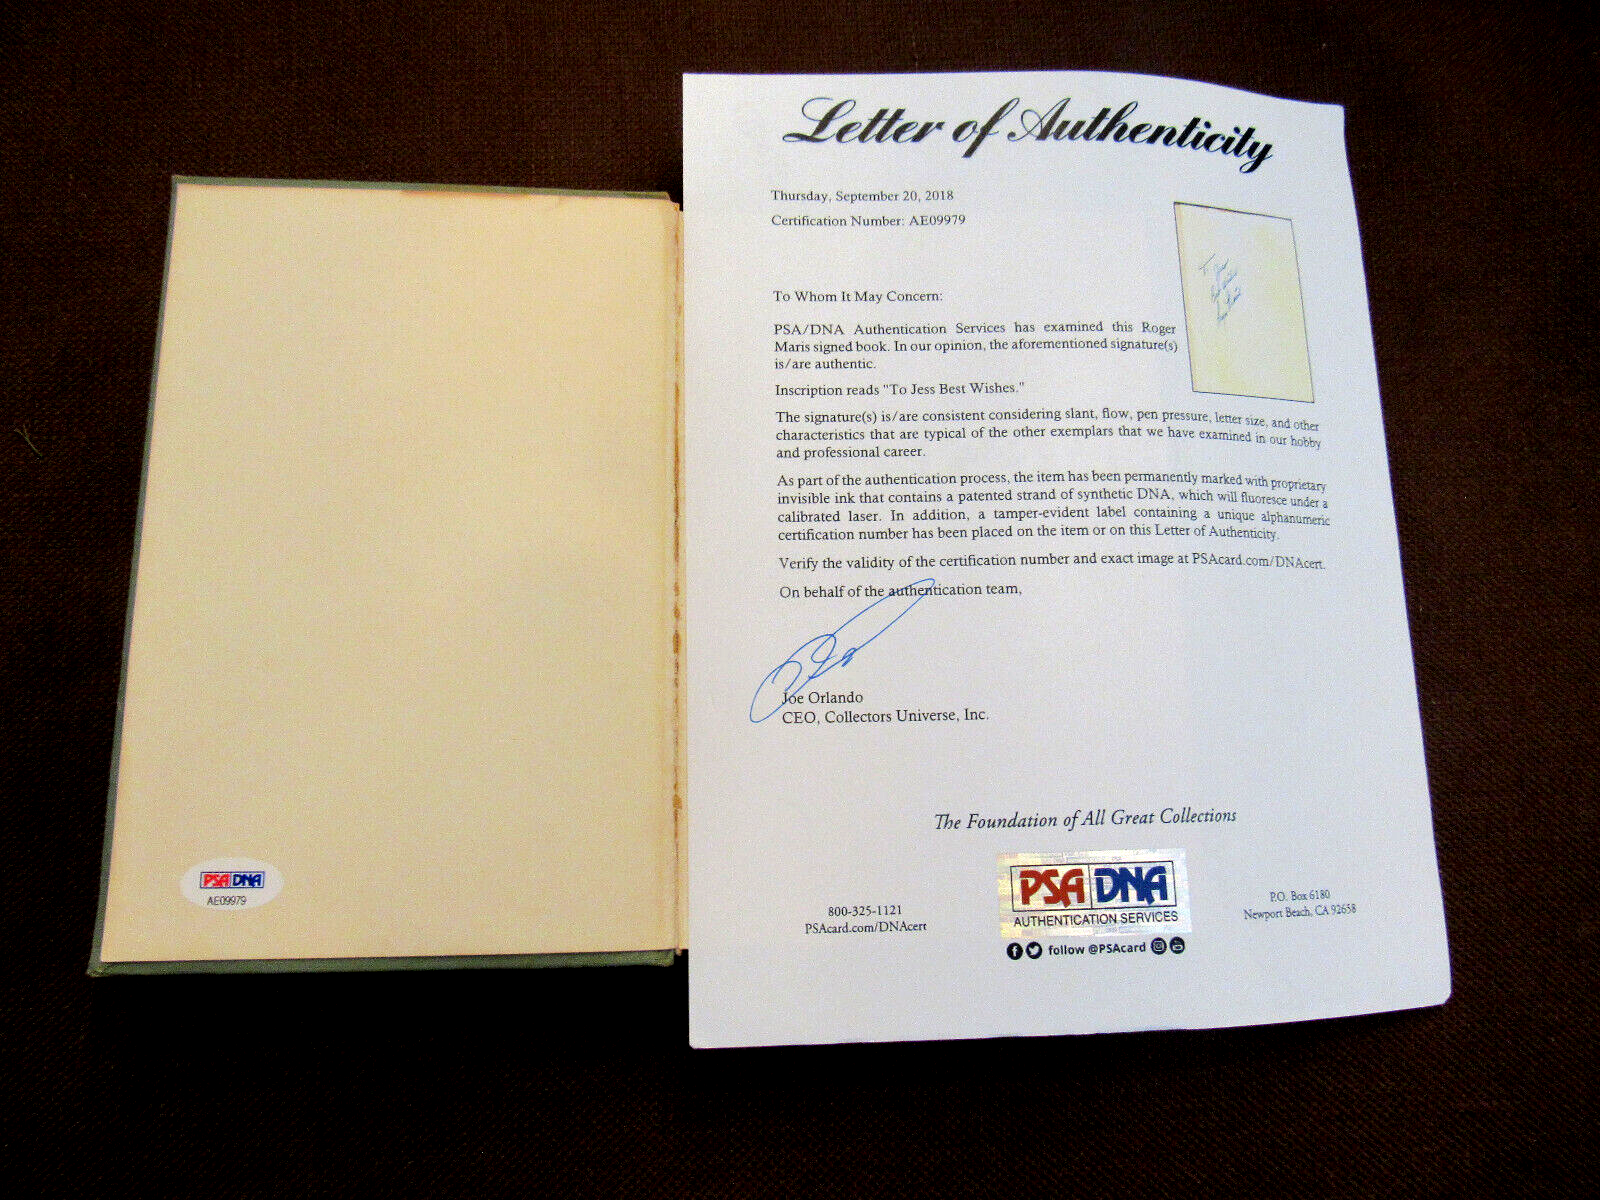 Letter of Authenticity
Thursday, September 20, 2018
Certification Number: AE09979
To Jess
Best Wishes
Roger Maris
To Whom It May Concern:
PSA/DNA Authentication Services has examined this Roger
Maris signed book. In our opinion, the aforementioned signature(s)
is/are authentic.
Inscription reads "To Jess Best Wishes."
The signature(s) is/are consistent considering slant, flow, pen pressure, letter size, and other
characteristics that are typical of the other exemplars that we have examined in our hobby
and professional career.
As part of the authentication process, the item has been permanently marked with proprietary
invisible ink that contains a patented strand of synthetic DNA, which will fluoresce under a
calibrated laser. In addition, a tamper-evident label containing a unique alphanumeric
certification number has been placed on the item or on this Letter of Authenticity.
Verify the validity of the certification number and exact image at PSAcard.com/DNAcert.
On behalf of the authentication team,
Joe Orlando
CEO, Collectors Universe, Inc.
The Foundation of All Great Collections
800-325-1121
PSAcard.com/DNAcert
PSA DNA
AUTHENTICATION SERVICES
follow @PSAcard
P.O. Box 6180
Newport Beach, CA 92658
PSA DNA
AE09979